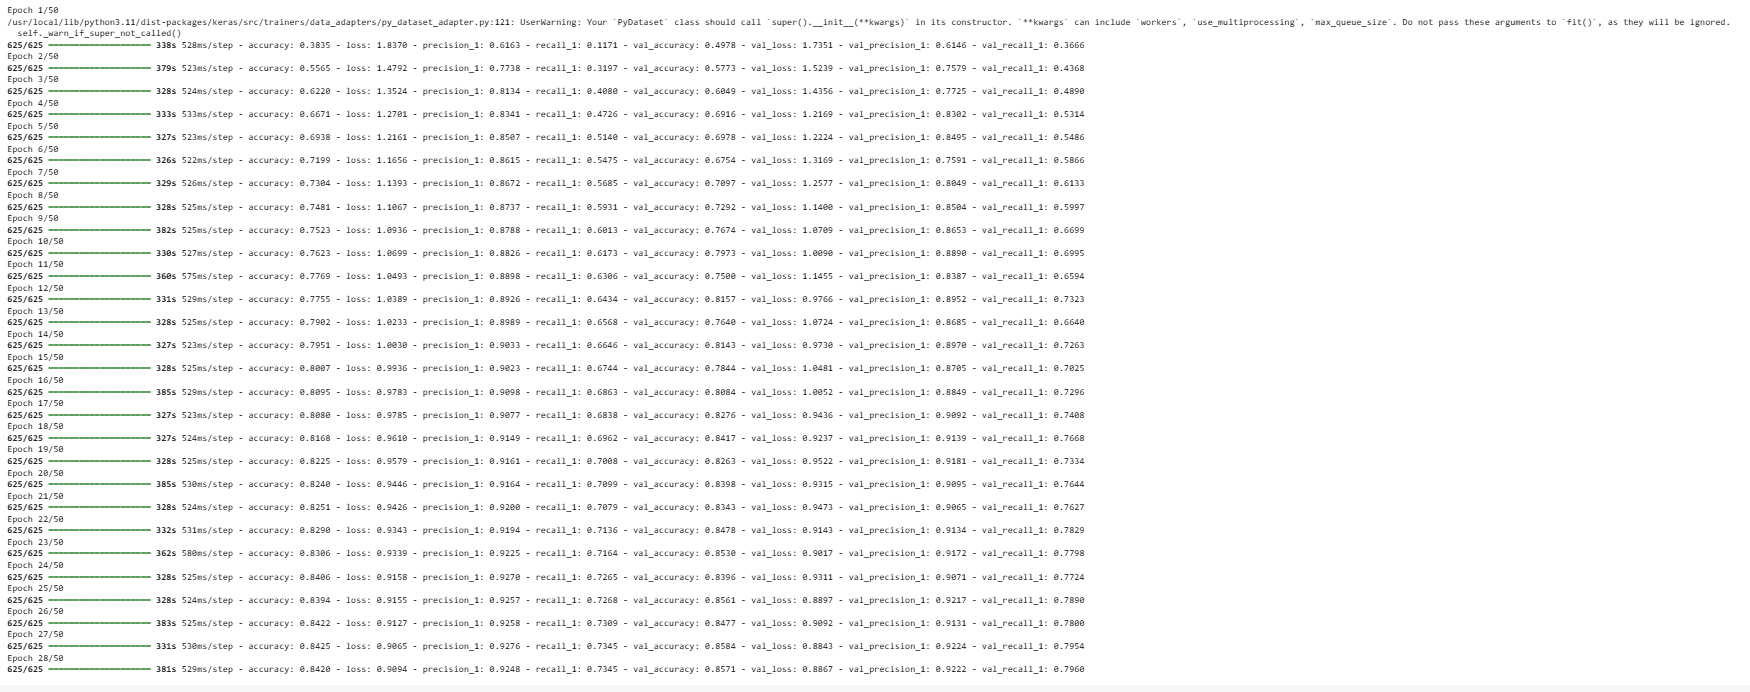 Epoch 1/50
/usr/local/lib/python3.11/dist-packages/keras/src/trainers/data_adapters/py_dataset_adapter.py:121: UserWarning: Your `PyDataset` class should call `super().__init__(**kwargs)` in its constructor. `**kwargs` can include `workers`, `use_multiprocessing`, `max_queue_size`. Do not pass these arguments to `fit()`, as they will be ignored.
self._warn_if_super_not_called()
625/625 338s 528ms/step - accuracy: 0.3835 - loss: 1.8370 - precision_1: 0.6163 - recall_1: 0.1171 - val_accuracy: 0.4978 - val_loss: 1.7351 - val_precision_1: 0.6146 - val_recall_1: 0.3666
Epoch 2/50
625/625 379s 523ms/step - accuracy: 0.5565 - loss: 1.4792 - precision_1: 0.7738 - recall_1: 0.3197 - val_accuracy: 0.5773 - val_loss: 1.5239 - val_precision_1: 0.7579 - val_recall_1: 0.4368
Epoch 3/50
625/625 328s 524ms/step - accuracy: 0.6220 - loss: 1.3524 - precision_1: 0.8134 - recall_1: 0.4080 - val_accuracy: 0.6049 - val_loss: 1.4356 - val_precision_1: 0.7725 - val_recall_1: 0.4890
Epoch 4/50
625/625 333s 533ms/step - accuracy: 0.6671 - loss: 1.2701 - precision_1: 0.8341 - recall_1: 0.4726 - val_accuracy: 0.6916 - val_loss: 1.2169 - val_precision_1: 0.8302 - val_recall_1: 0.5314
Epoch 5/50
625/625 327s 523ms/step - accuracy: 0.6938 - loss: 1.2161 - precision_1: 0.8507 - recall_1: 0.5140 - val_accuracy: 0.6978 - val_loss: 1.2224 - val_precision_1: 0.8495 - val_recall_1: 0.5486
Epoch 6/50
625/625 326s 522ms/step - accuracy: 0.7199 - loss: 1.1656 - precision_1: 0.8615 - recall_1: 0.5475 - val_accuracy: 0.6754 - val_loss: 1.3169 - val_precision_1: 0.7591 - val_recall_1: 0.5866
Epoch 7/50
625/625 329s 526ms/step - accuracy: 0.7304 - loss: 1.1393 - precision_1: 0.8672 - recall_1: 0.5685 - val_accuracy: 0.7097 - val_loss: 1.2577 - val_precision_1: 0.8049 - val_recall_1: 0.6133
Epoch 8/50
625/625 328s 525ms/step - accuracy: 0.7481 - loss: 1.1067 - precision_1: 0.8737 - recall_1: 0.5931 - val_accuracy: 0.7292 - val_loss: 1.1400 - val_precision_1: 0.8504 - val_recall_1: 0.5997
Epoch 9/50
625/625 382s 525ms/step - accuracy: 0.7523 - loss: 1.0936 - precision_1: 0.8788 - recall_1: 0.6013 - val_accuracy: 0.7674 - val_loss: 1.0709 - val_precision_1: 0.8653 - val_recall_1: 0.6699
Epoch 10/50
625/625 330s 527ms/step - accuracy: 0.7623 - loss: 1.0699 - precision_1: 0.8826 - recall_1: 0.6173 - val_accuracy: 0.7973 - val_loss: 1.0090 - val_precision_1: 0.8890 - val_recall_1: 0.6995
Epoch 11/50
625/625 360s 575ms/step - accuracy: 0.7769 - loss: 1.0493 - precision_1: 0.8898 - recall_1: 0.6306 - val_accuracy: 0.7500 - val_loss: 1.1455 - val_precision_1: 0.8387 - val_recall_1: 0.6594
Epoch 12/50
625/625 331s 529ms/step - accuracy: 0.7755 - loss: 1.0389 - precision_1: 0.8926 - recall_1: 0.6434 - val_accuracy: 0.8157 - val_loss: 0.9766 - val_precision_1: 0.8952 - val_recall_1: 0.7323
Epoch 13/50
625/625 328s 525ms/step - accuracy: 0.7902 - loss: 1.0233 - precision_1: 0.8989 - recall_1: 0.6568 - val_accuracy: 0.7640 - val_loss: 1.0724 - val_precision_1: 0.8685 - val_recall_1: 0.6640
Epoch 14/50
625/625 327s 523ms/step - accuracy: 0.7951 - loss: 1.0030 - precision_1: 0.9033 - recall_1: 0.6646 - val_accuracy: 0.8143 - val_loss: 0.9730 - val_precision_1: 0.8970 - val_recall_1: 0.7263
Epoch 15/50
625/625 328s 525ms/step - accuracy: 0.8007 - loss: 0.9936 - precision_1: 0.9023 - recall_1: 0.6744 - val_accuracy: 0.7844 - val_loss: 1.0481 - val_precision_1: 0.8705 - val_recall_1: 0.7025
Epoch 16/50
625/625 385s 529ms/step - accuracy: 0.8095 - loss: 0.9783 - precision_1: 0.9098 - recall_1: 0.6863 - val_accuracy: 0.8084 - val_loss: 1.0052 - val_precision_1: 0.8849 - val_recall_1: 0.7296
Epoch 17/50
625/625 327s 523ms/step - accuracy: 0.8080 - loss: 0.9785 - precision_1: 0.9077 - recall_1: 0.6838 - val_accuracy: 0.8276 - val_loss: 0.9436 - val_precision_1: 0.9092 - val_recall_1: 0.7408
Epoch 18/50
625/625 327s 524ms/step - accuracy: 0.8168 - loss: 0.9610 - precision_1: 0.9149 - recall_1: 0.6962 - val_accuracy: 0.8417 - val_loss: 0.9237 - val_precision_1: 0.9139 - val_recall_1: 0.7668
Epoch 19/50
625/625 328s 525ms/step - accuracy: 0.8225 - loss: 0.9579 - precision_1: 0.9161 - recall_1: 0.7008 - val_accuracy: 0.8263 - val_loss: 0.9522 - val_precision_1: 0.9181 - val_recall_1: 0.7334
Epoch 20/50
625/625 385s 530ms/step - accuracy: 0.8240 - loss: 0.9446 - precision_1: 0.9164 - recall_1: 0.7099 - val_accuracy: 0.8398 - val_loss: 0.9315 - val_precision_1: 0.9095 - val_recall_1: 0.7644
Epoch 21/50
625/625 328s 524ms/step - accuracy: 0.8251 - loss: 0.9426 - precision_1: 0.9200 - recall_1: 0.7079 - val_accuracy: 0.8343 - val_loss: 0.9473 - val_precision_1: 0.9065 - val_recall_1: 0.7627
Epoch 22/50
625/625 332s 531ms/step - accuracy: 0.8290 - loss: 0.9343 - precision_1: 0.9194 - recall_1: 0.7136 - val_accuracy: 0.8478 - val_loss: 0.9143 - val_precision_1: 0.9134 - val_recall_1: 0.7829
Epoch 23/50
625/625 362s 580ms/step - accuracy: 0.8306 - loss: 0.9339 - precision_1: 0.9225 - recall_1: 0.7164 - val_accuracy: 0.8530 - val_loss: 0.9017 - val_precision_1: 0.9172 - val_recall_1: 0.7798
Epoch 24/50
625/625 328s 525ms/step - accuracy: 0.8406 - loss: 0.9158 - precision_1: 0.9270 - recall_1: 0.7265 - val_accuracy: 0.8396 - val_loss: 0.9311 - val_precision_1: 0.9071 - val_recall_1: 0.7724
Epoch 25/50
625/625 328s 524ms/step - accuracy: 0.8394 - loss: 0.9155 - precision_1: 0.9257 - recall_1: 0.7268 - val_accuracy: 0.8561 - val_loss: 0.8897 - val_precision_1: 0.9217 - val_recall_1: 0.7890
Epoch 26/50
625/625 383s 525ms/step - accuracy: 0.8422 - loss: 0.9127 - precision_1: 0.9258 - recall_1: 0.7309 - val_accuracy: 0.8477 - val_loss: 0.9092 - val_precision_1: 0.9131 - val_recall_1: 0.7800
Epoch 27/50
625/625 331s 530ms/step - accuracy: 0.8425 - loss: 0.9065 - precision_1: 0.9276 - recall_1: 0.7345 - val_accuracy: 0.8584 - val_loss: 0.8843 - val_precision_1: 0.9224 - val_recall_1: 0.7954
Epoch 28/50
625/625 381s 529ms/step - accuracy: 0.8420 - loss: 0.9094 - precision_1: 0.9248 - recall_1: 0.7345 - val_accuracy: 0.8571 - val_loss: 0.8867 - val_precision_1: 0.9222 - val_recall_1: 0.7960